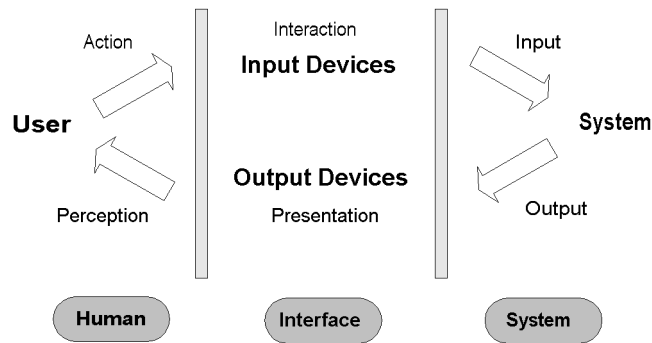 Action
Interaction
Input
Input Devices
User
System
Output Devices
Perception
Presentation
Output
Human
Interface
System